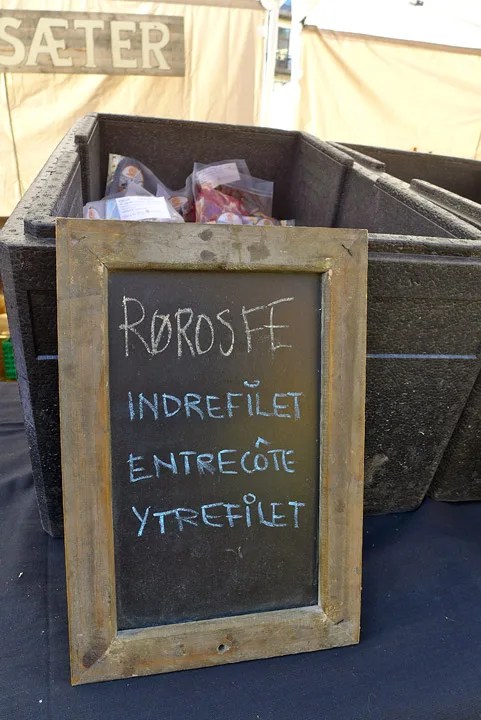 SÆTER
RØROSFE
INDREFILET
ENTRECÔTE
YTREFILET